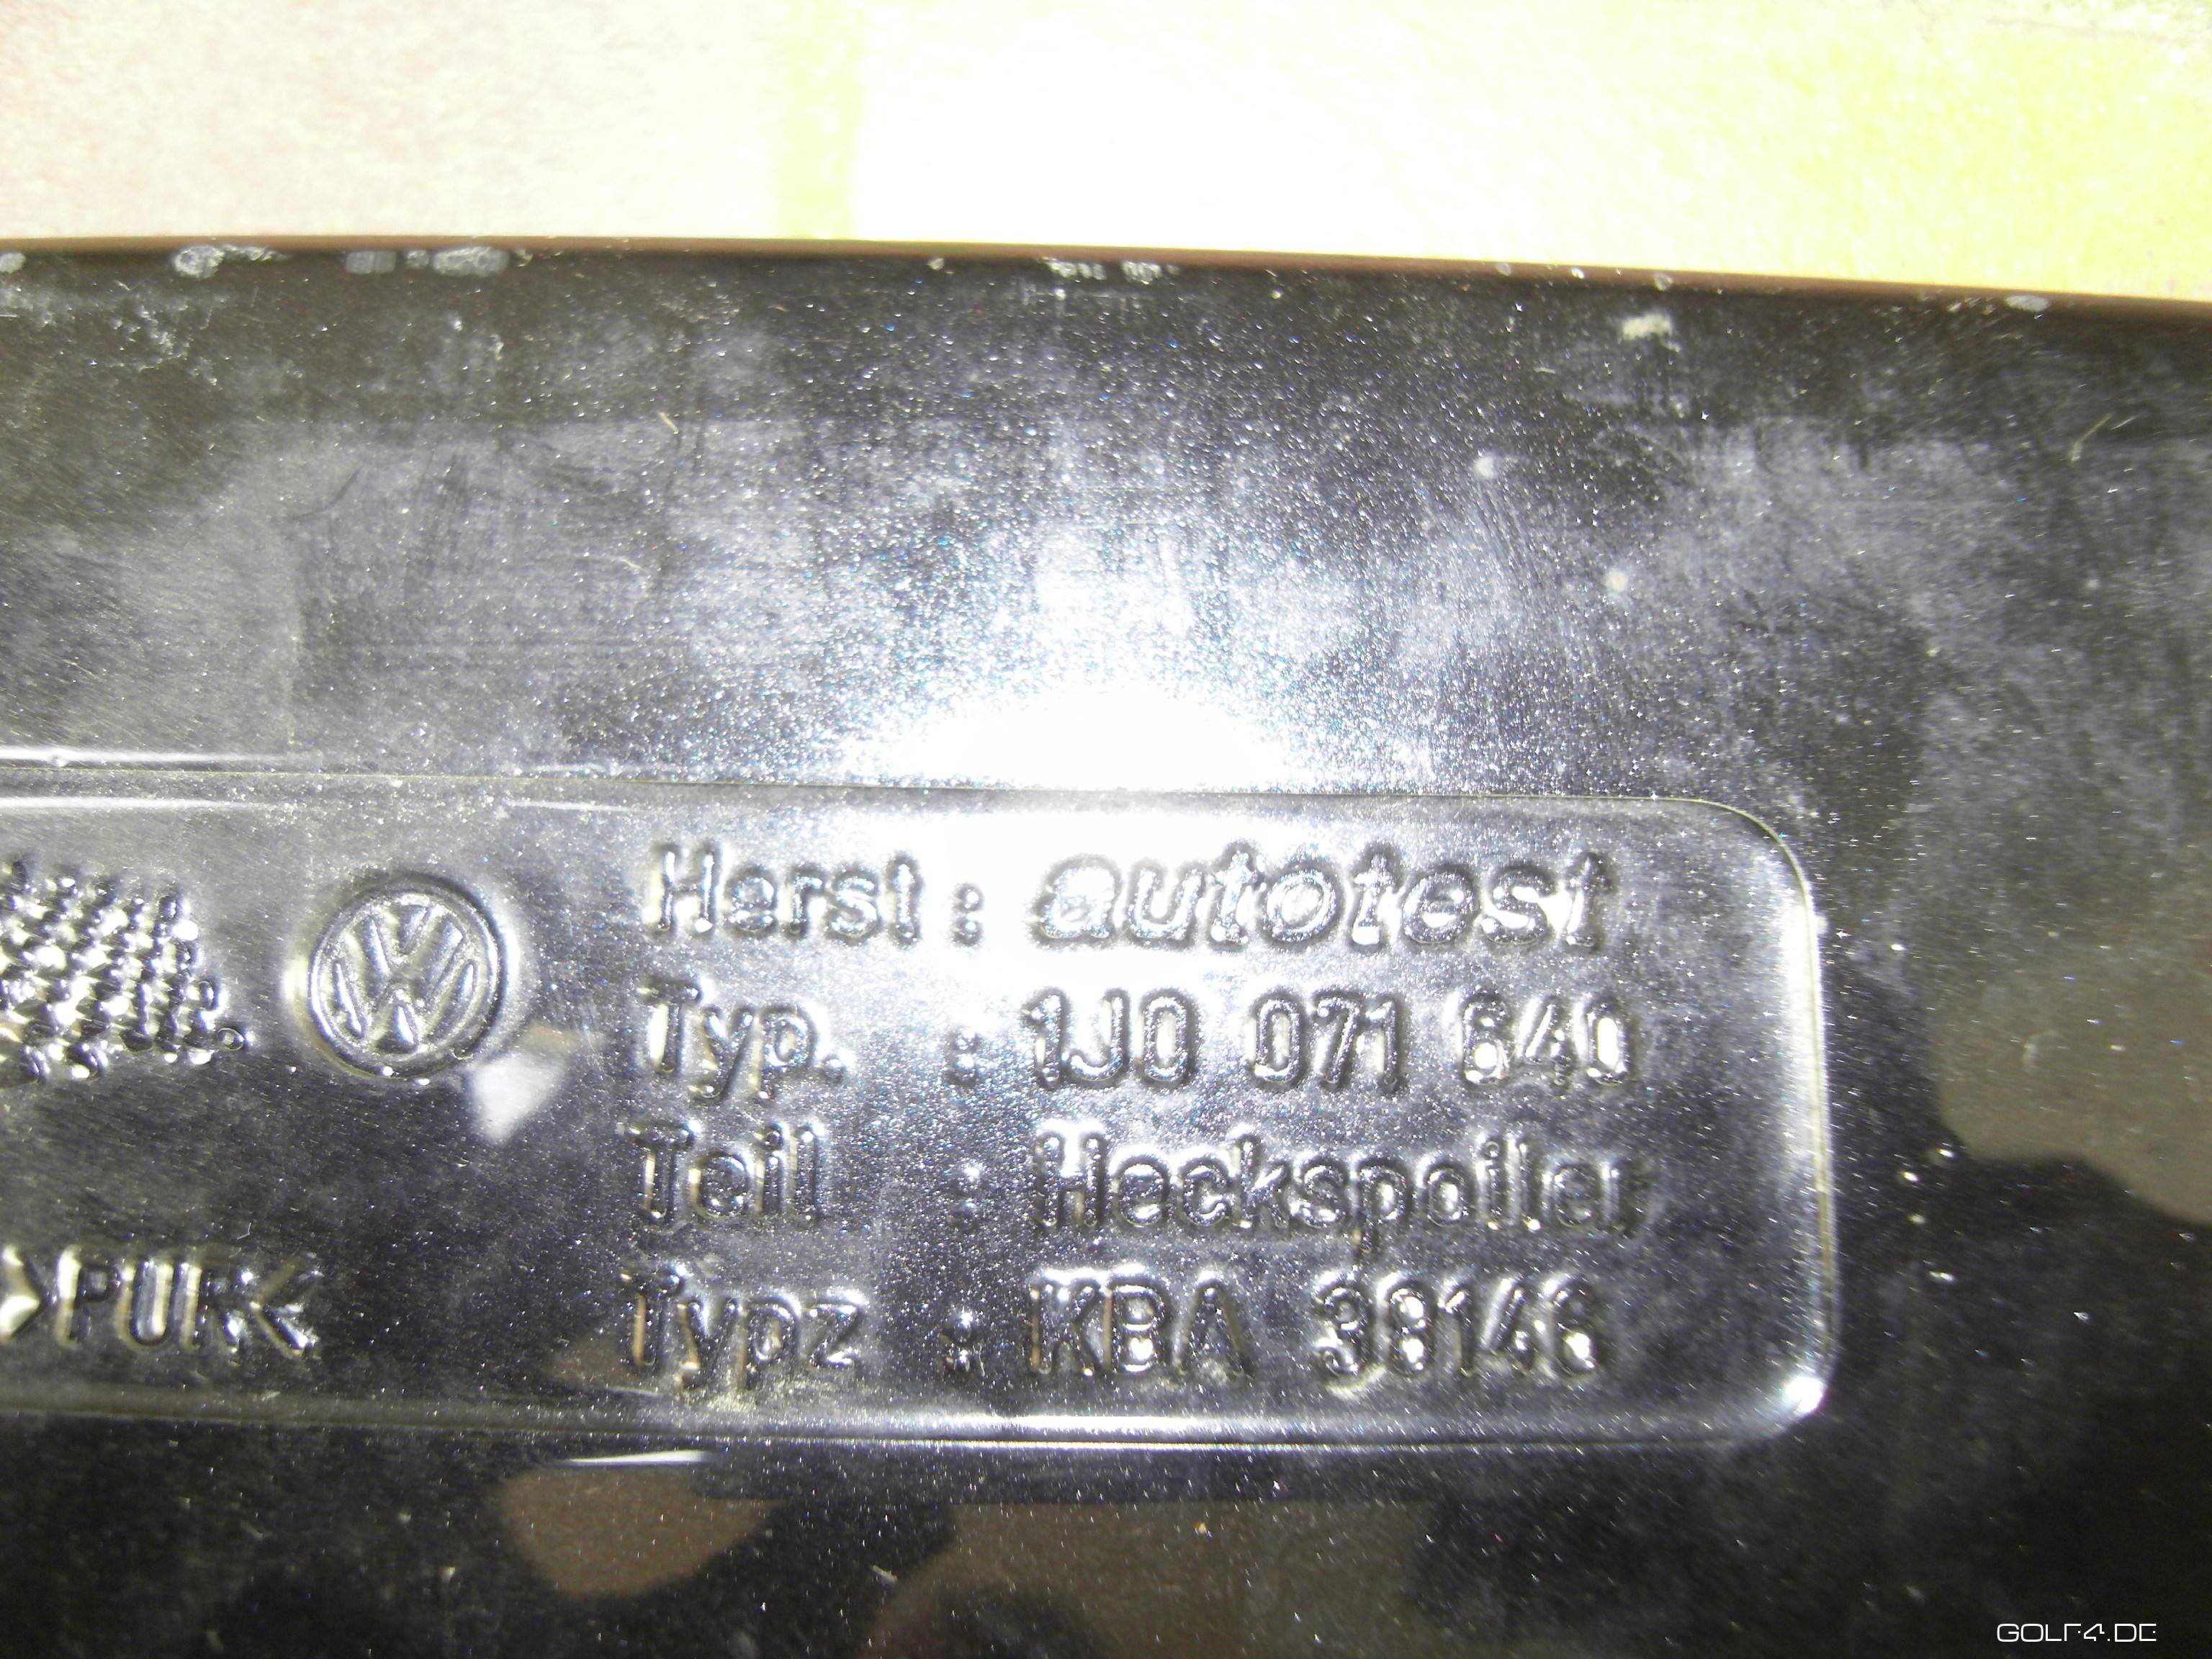 Herst : autotest
Typ. : 1J0 071 640
Teil : Heckspoiler
Typz : KBA 38146
>PUR<
GOLF4.DE